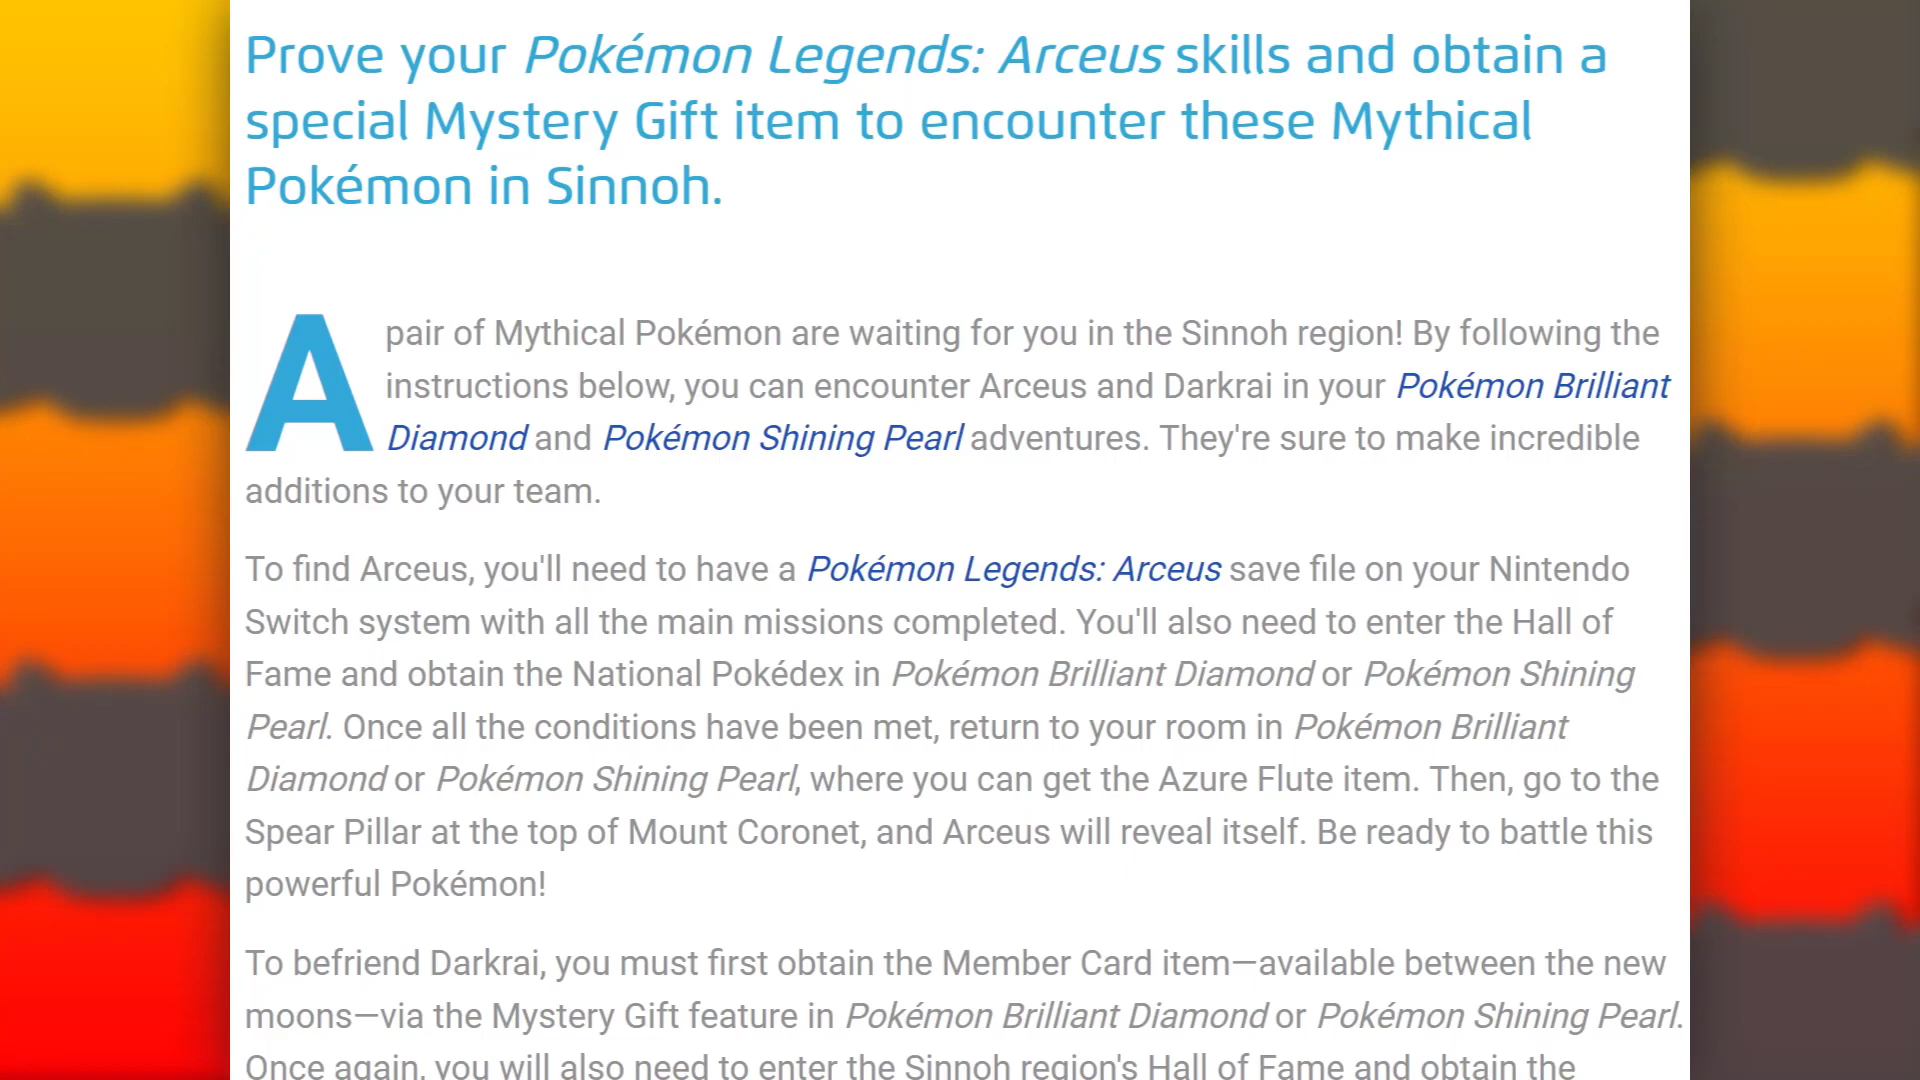 Prove your Pokémon Legends: Arceus skills and obtain a
special Mystery Gift item to encounter these Mythical
Pokémon in Sinnoh.
A pair of Mythical Pokémon are waiting for you in the Sinnoh region! By following the
instructions below, you can encounter Arceus and Darkrai in your Pokémon Brilliant
Diamond and Pokémon Shining Pearl adventures. They're sure to make incredible
additions to your team.
To find Arceus, you'll need to have a Pokémon Legends: Arceus save file on your Nintendo
Switch system with all the main missions completed. You'll also need to enter the Hall of
Fame and obtain the National Pokédex in Pokémon Brilliant Diamond or Pokémon Shining
Pearl. Once all the conditions have been met, return to your room in Pokémon Brilliant
Diamond or Pokémon Shining Pearl, where you can get the Azure Flute item. Then, go to the
Spear Pillar at the top of Mount Coronet, and Arceus will reveal itself. Be ready to battle this
powerful Pokémon!
To befriend Darkrai, you must first obtain the Member Card item—available between the new
moons—via the Mystery Gift feature in Pokémon Brilliant Diamond or Pokémon Shining Pearl.
Once again, you will also need to enter the Sinnoh region's Hall of Fame and obtain the